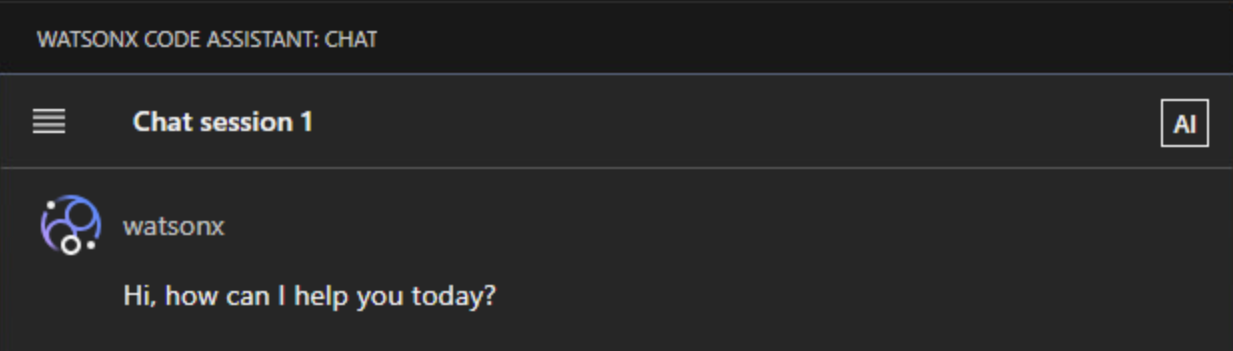 WATSONX CODE ASSISTANT: CHAT
Chat session 1
AI
watsonx
Hi, how can I help you today?